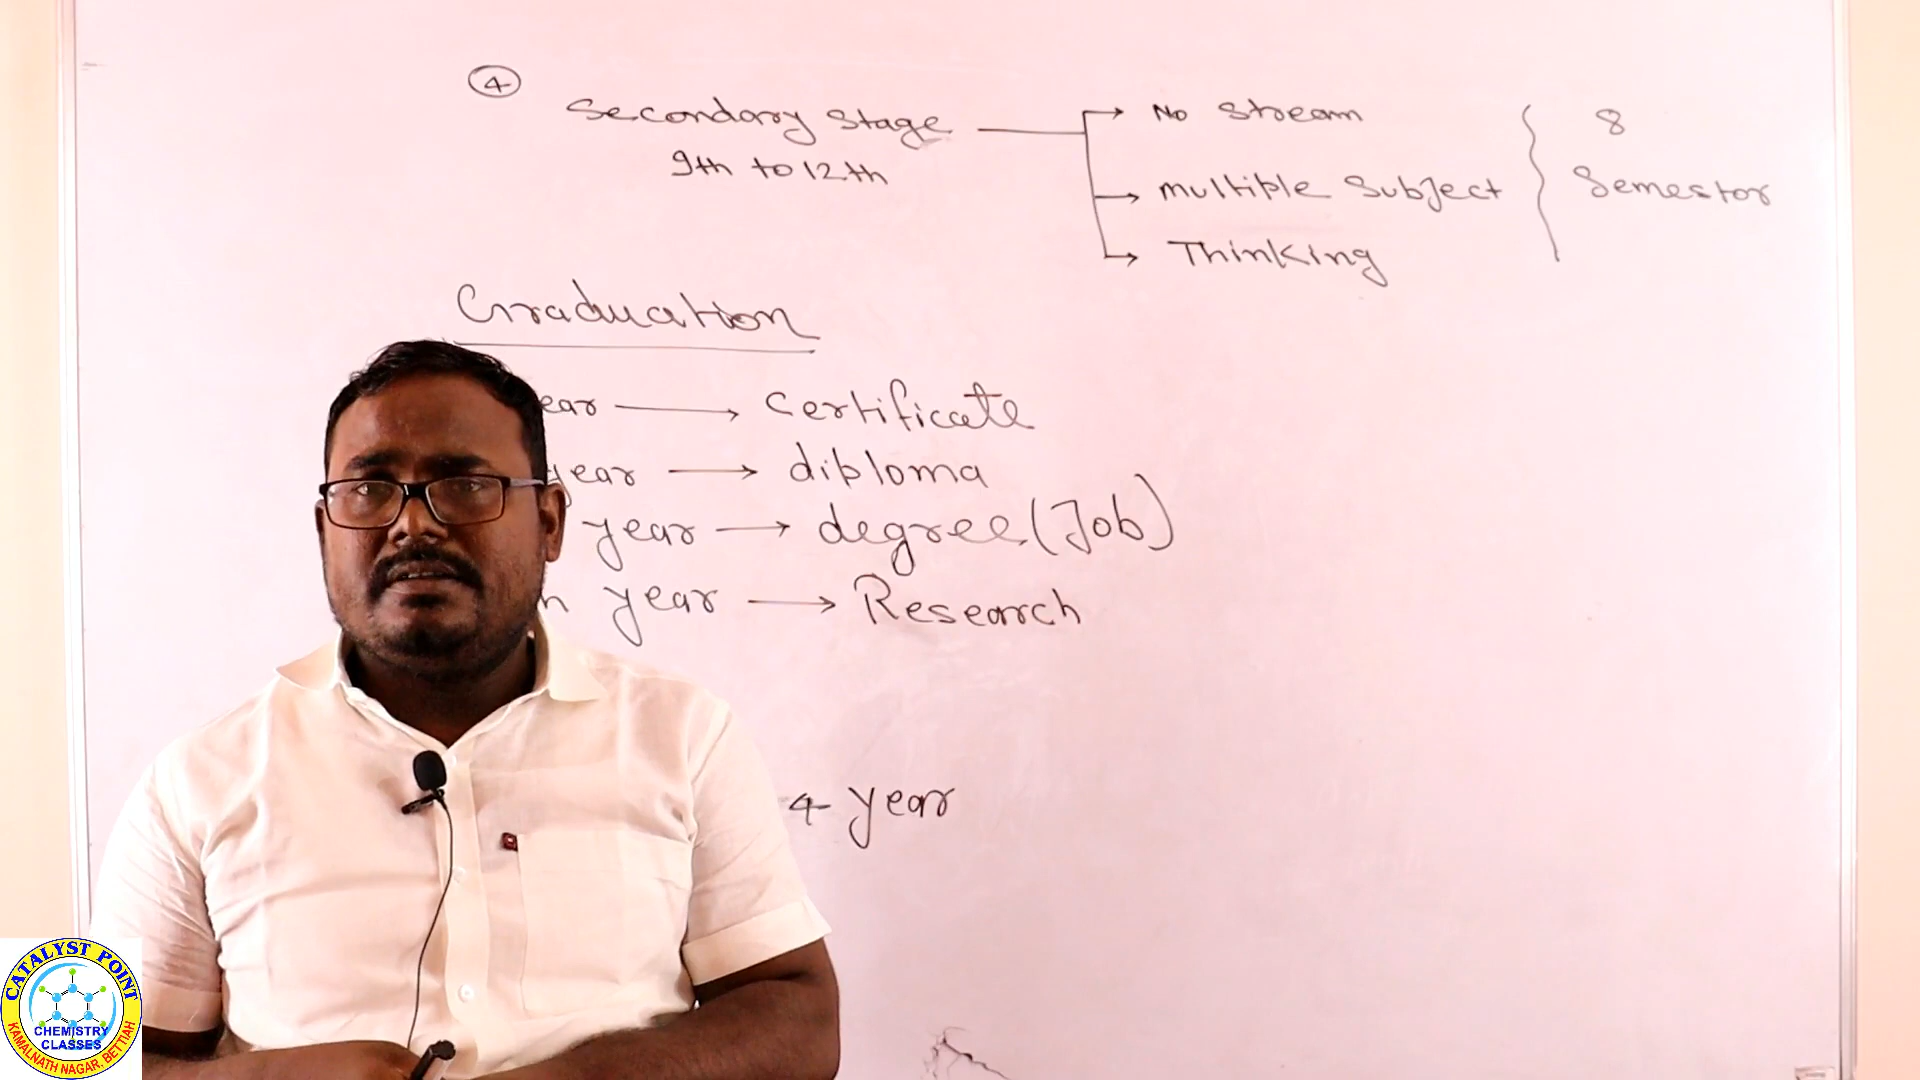 4
Secondary Stage
9th to 12th
No Stream
Multiple Subject
Thinking
8
Semestor
Graduation
ear → Certificate
year → diploma
year → degree (Job)
h year → Research
4 year
CATALYST POINT
CHEMISTRY
CLASSES
KAMALNATH NAGAR, BETTIAH